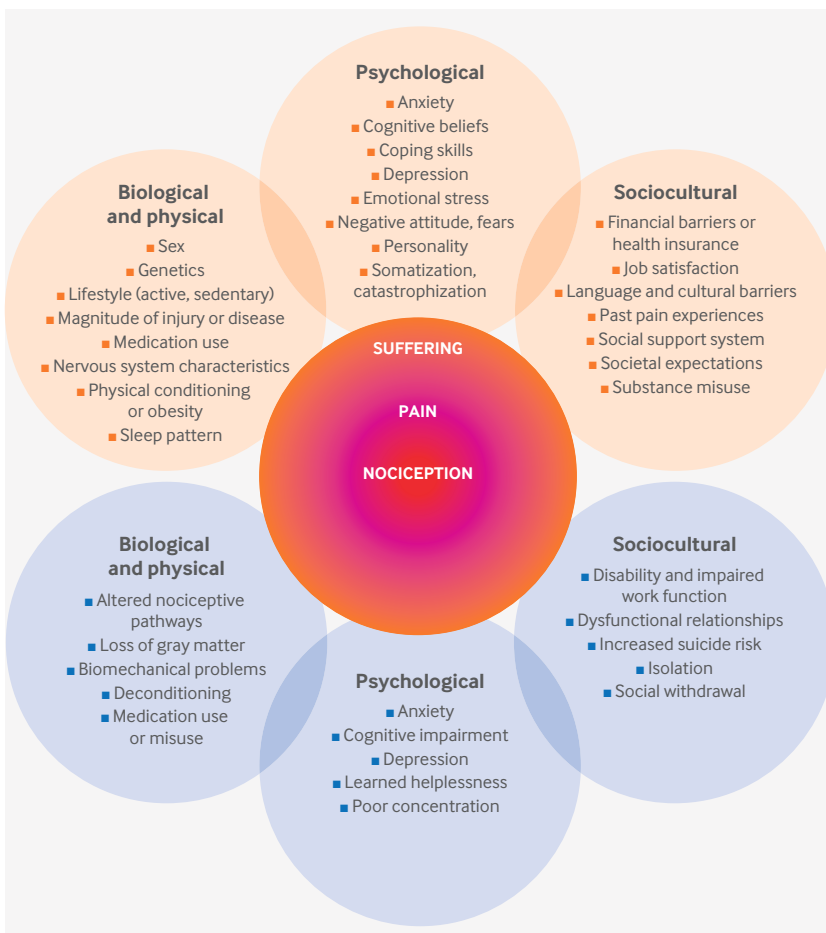 Psychological
■ Anxiety
■ Cognitive beliefs
■ Coping skills
■ Depression
■ Emotional stress
■ Negative attitude, fears
■ Personality
■ Somatization,
catastrophization
Biological
and physical
■ Sex
■ Genetics
■ Lifestyle (active, sedentary)
■ Magnitude of injury or disease
■ Medication use
■ Nervous system characteristics
■ Physical conditioning
or obesity
■ Sleep pattern
Sociocultural
■ Financial barriers or
health insurance
■ Job satisfaction
■ Language and cultural barriers
■ Past pain experiences
■ Social support system
■ Societal expectations
■ Substance misuse
SUFFERING
PAIN
NOCICEPTION
Biological
and physical
■ Altered nociceptive
pathways
■ Loss of gray matter
■ Biomechanical problems
■ Deconditioning
■ Medication use
or misuse
Psychological
■ Anxiety
■ Cognitive impairment
■ Depression
■ Learned helplessness
■ Poor concentration
Sociocultural
■ Disability and impaired
work function
■ Dysfunctional relationships
■ Increased suicide risk
■ Isolation
■ Social withdrawal